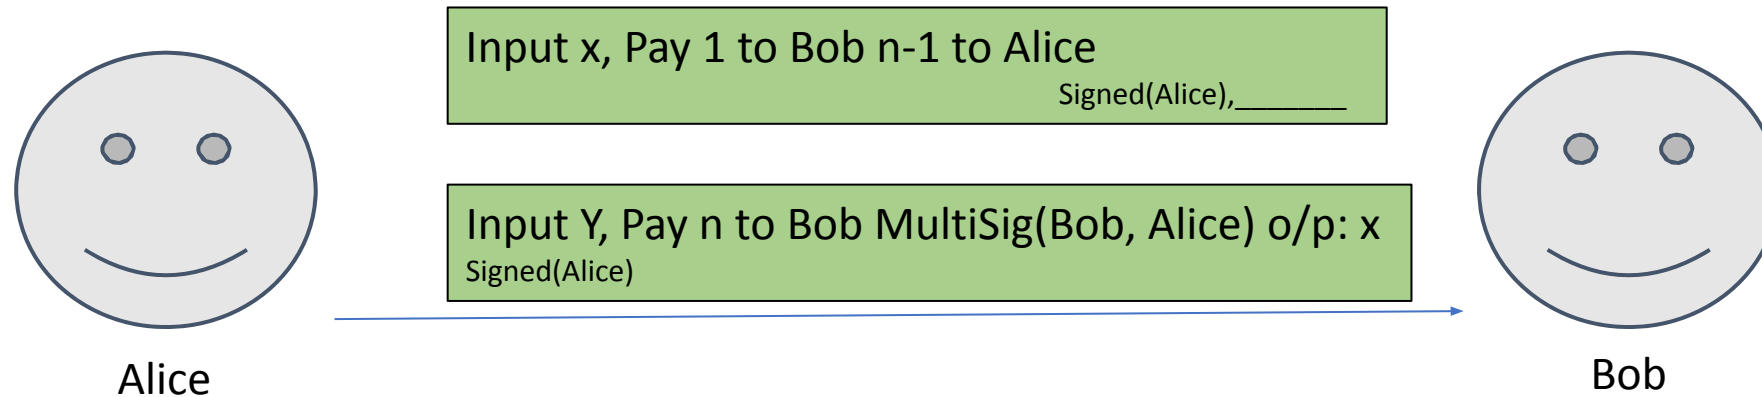 Input x, Pay 1 to Bob n-1 to Alice
Signed(Alice),_______
Input Y, Pay n to Bob MultiSig(Bob, Alice) o/p: x
Signed(Alice)
Alice
Bob